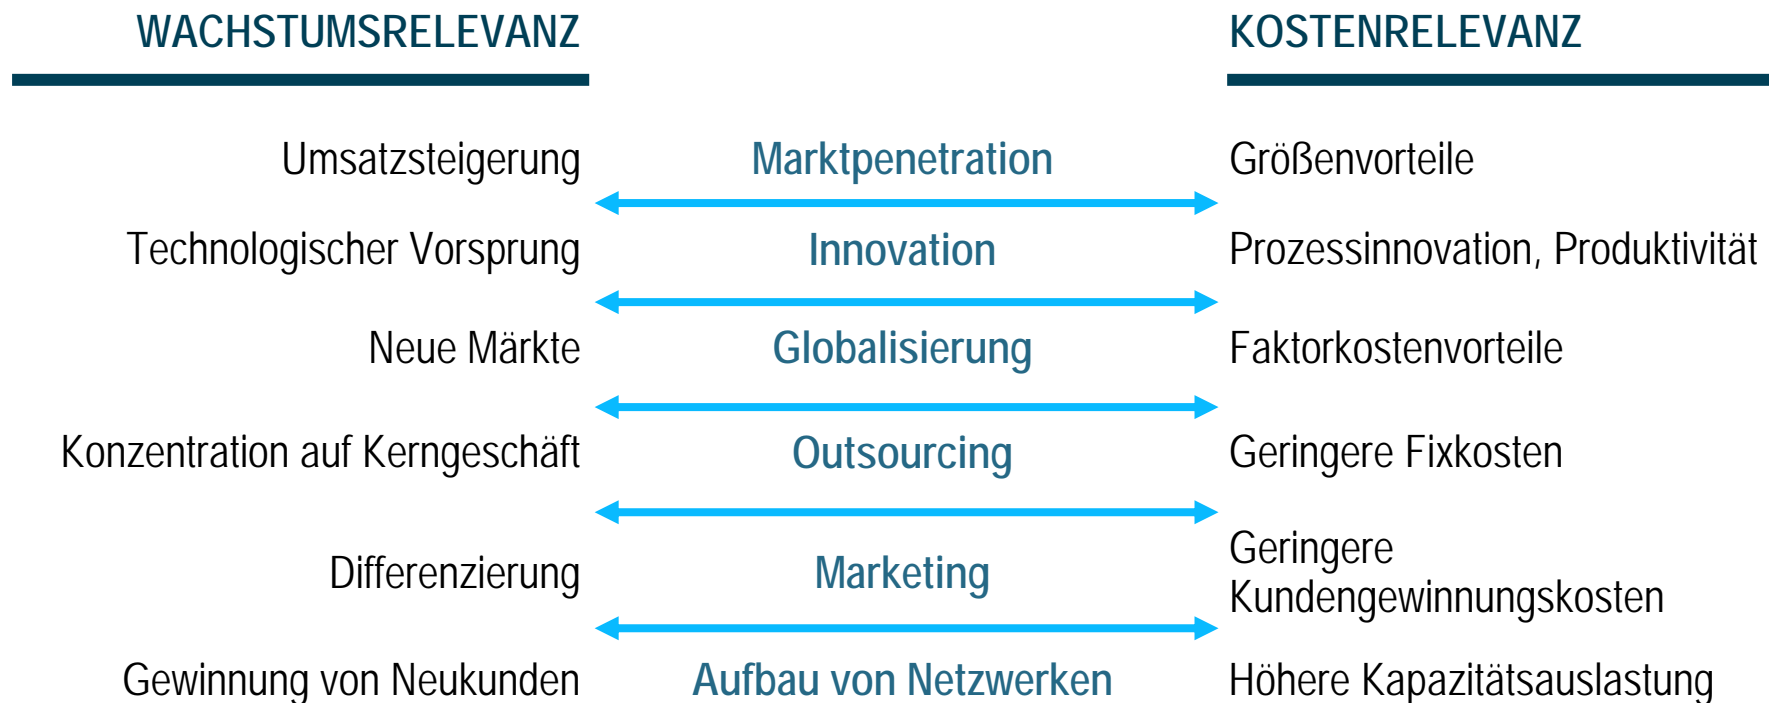 WACHSTUMSRELEVANZ KOSTENRELEVANZ
Umsatzsteigerung Marktpenetration Größenvorteile
Technologischer Vorsprung Innovation Prozessinnovation, Produktivität
Neue Märkte Globalisierung Faktorkostenvorteile
Konzentration auf Kerngeschäft Outsourcing Geringere Fixkosten
Differenzierung Marketing Geringere
Kundengewinnungskosten
Gewinnung von Neukunden Aufbau von Netzwerken Höhere Kapazitätsauslastung